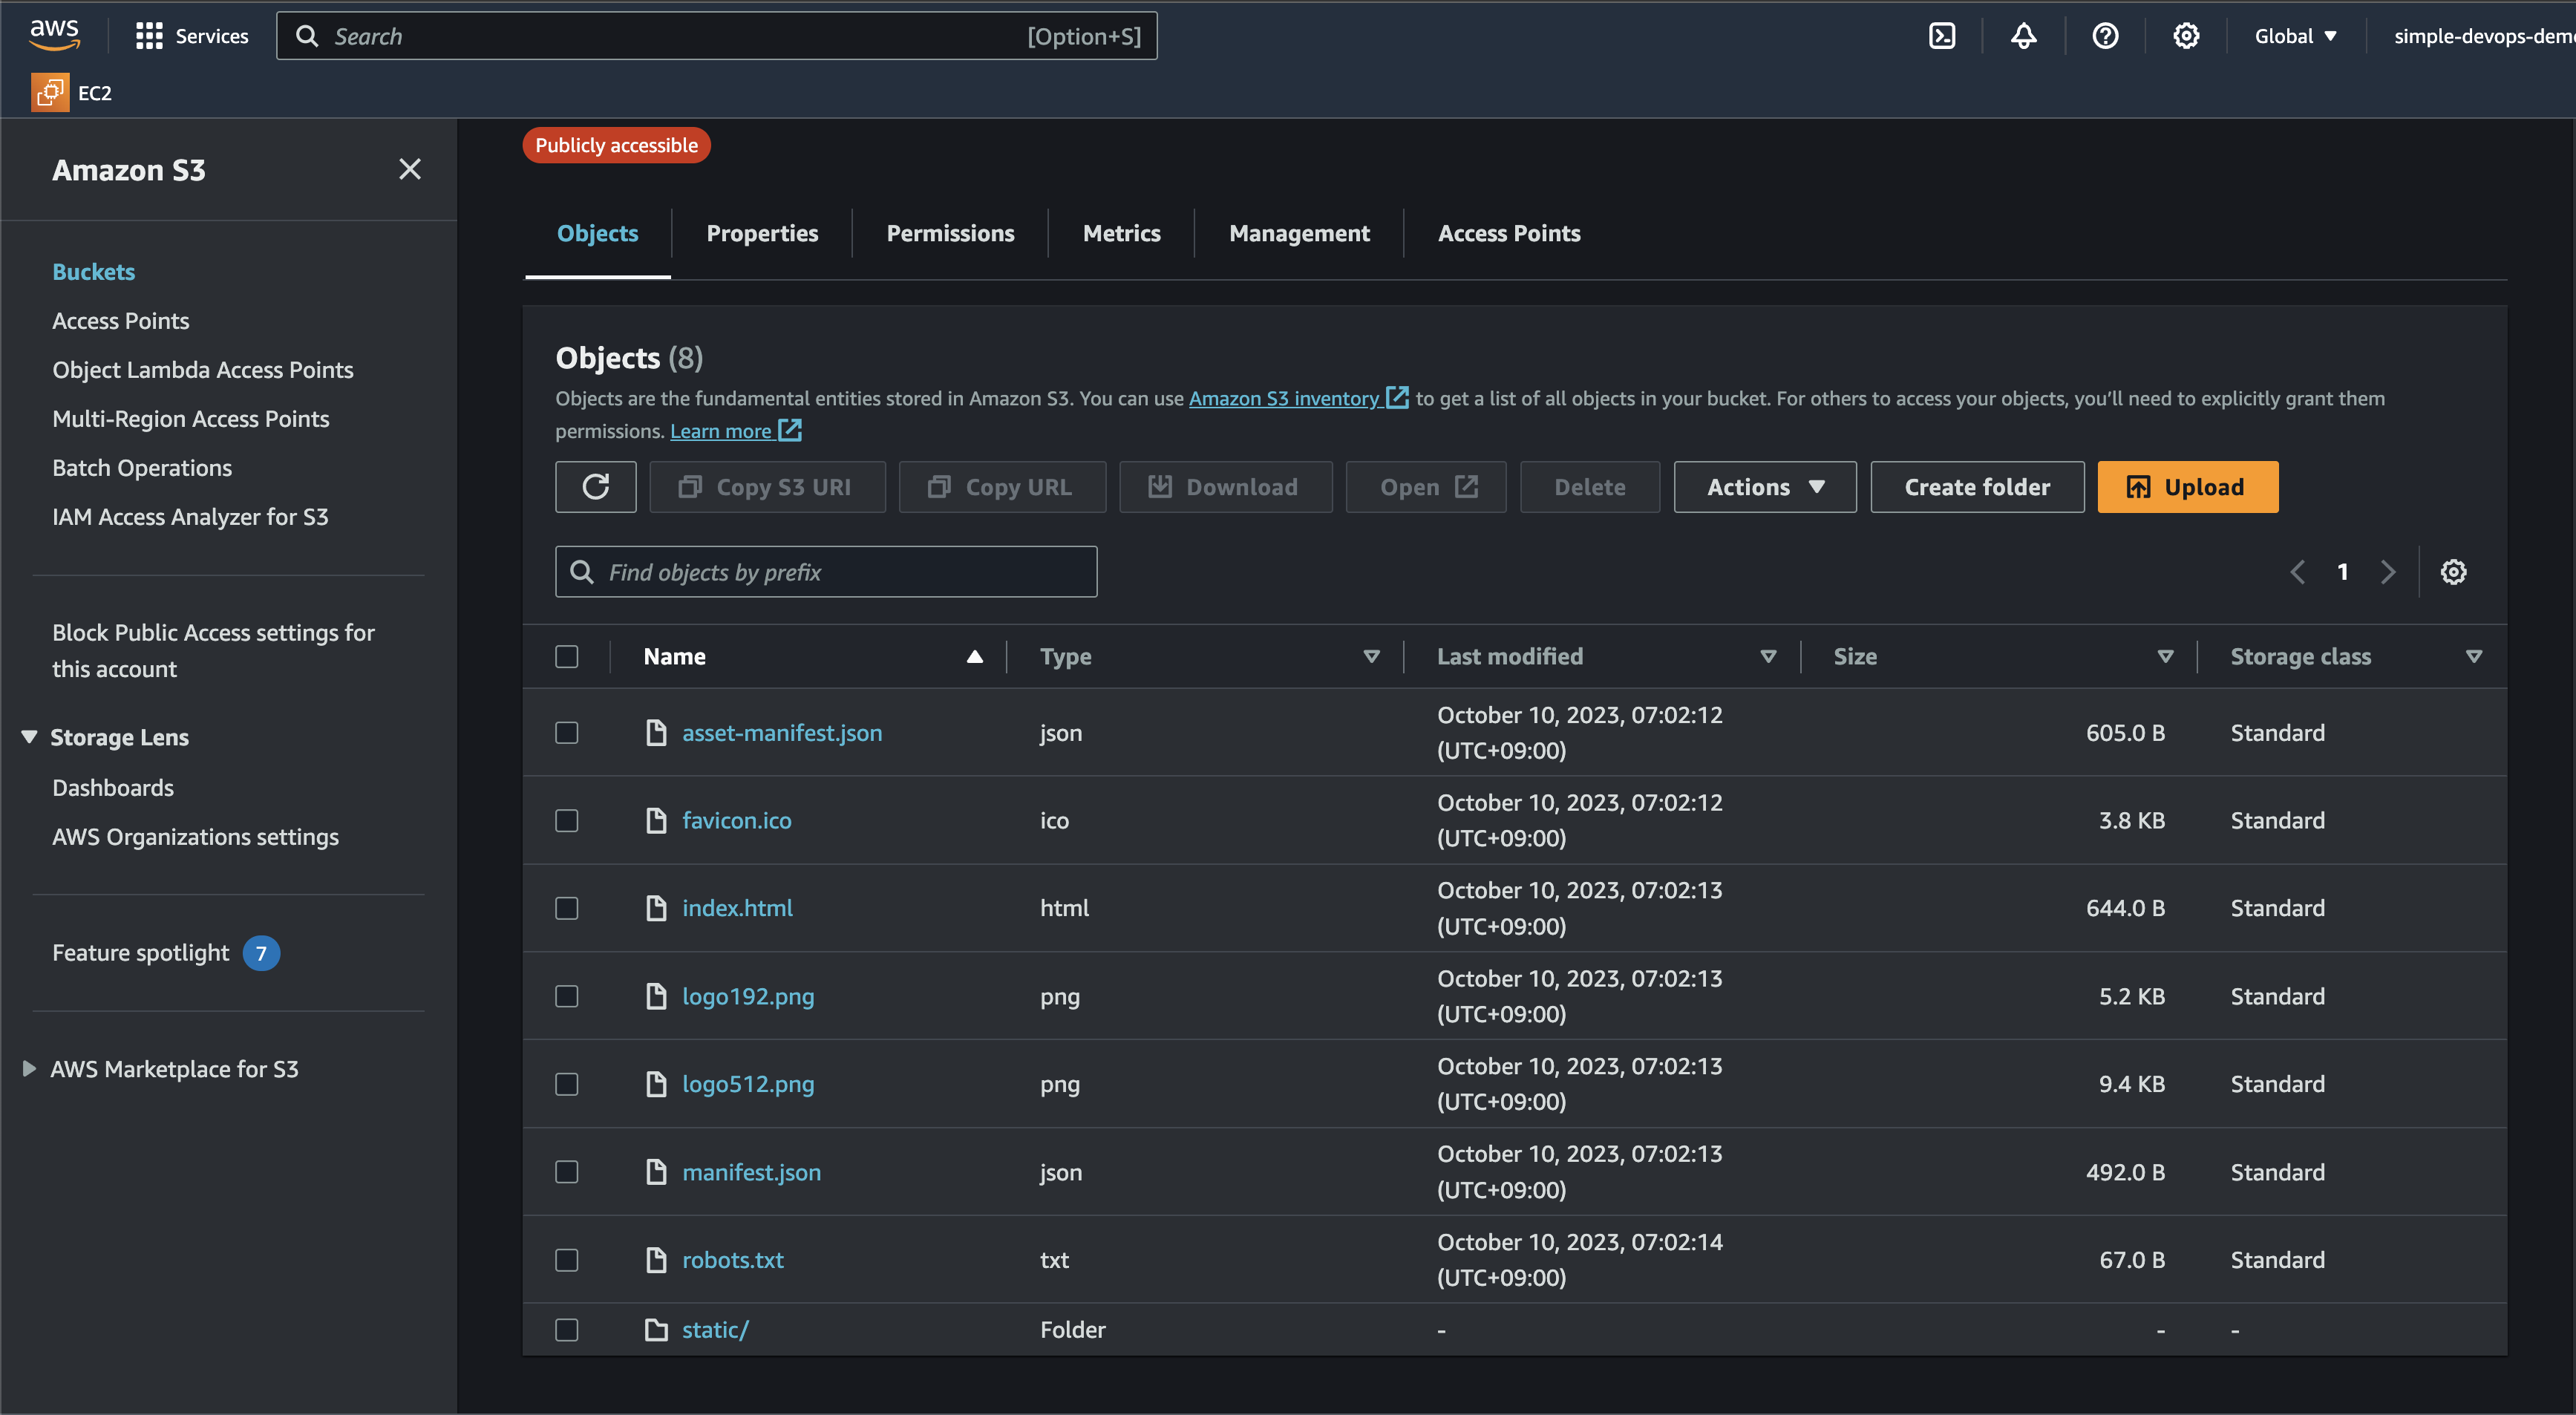 aws
Services
Search
[Option+S]
Global
simple-devops-dem
EC2
Amazon S3
Buckets
Access Points
Object Lambda Access Points
Multi-Region Access Points
Batch Operations
IAM Access Analyzer for S3
Block Public Access settings for
this account
Storage Lens
Dashboards
AWS Organizations settings
Feature spotlight 7
AWS Marketplace for S3
Publicly accessible
Objects
Properties
Permissions
Metrics
Management
Access Points
Objects (8)
Objects are the fundamental entities stored in Amazon S3. You can use Amazon S3 inventory to get a list of all objects in your bucket. For others to access your objects, you’ll need to explicitly grant them
permissions. Learn more
Copy S3 URI
Copy URL
Download
Open
Delete
Actions
Create folder
Upload
Find objects by prefix
1
Name
Type
Last modified
Size
Storage class
asset-manifest.json
json
October 10, 2023, 07:02:12
(UTC+09:00)
605.0 B
Standard
favicon.ico
ico
October 10, 2023, 07:02:12
(UTC+09:00)
3.8 KB
Standard
index.html
html
October 10, 2023, 07:02:13
(UTC+09:00)
644.0 B
Standard
logo192.png
png
October 10, 2023, 07:02:13
(UTC+09:00)
5.2 KB
Standard
logo512.png
png
October 10, 2023, 07:02:13
(UTC+09:00)
9.4 KB
Standard
manifest.json
json
October 10, 2023, 07:02:13
(UTC+09:00)
492.0 B
Standard
robots.txt
txt
October 10, 2023, 07:02:14
(UTC+09:00)
67.0 B
Standard
static/
Folder
-
-
-